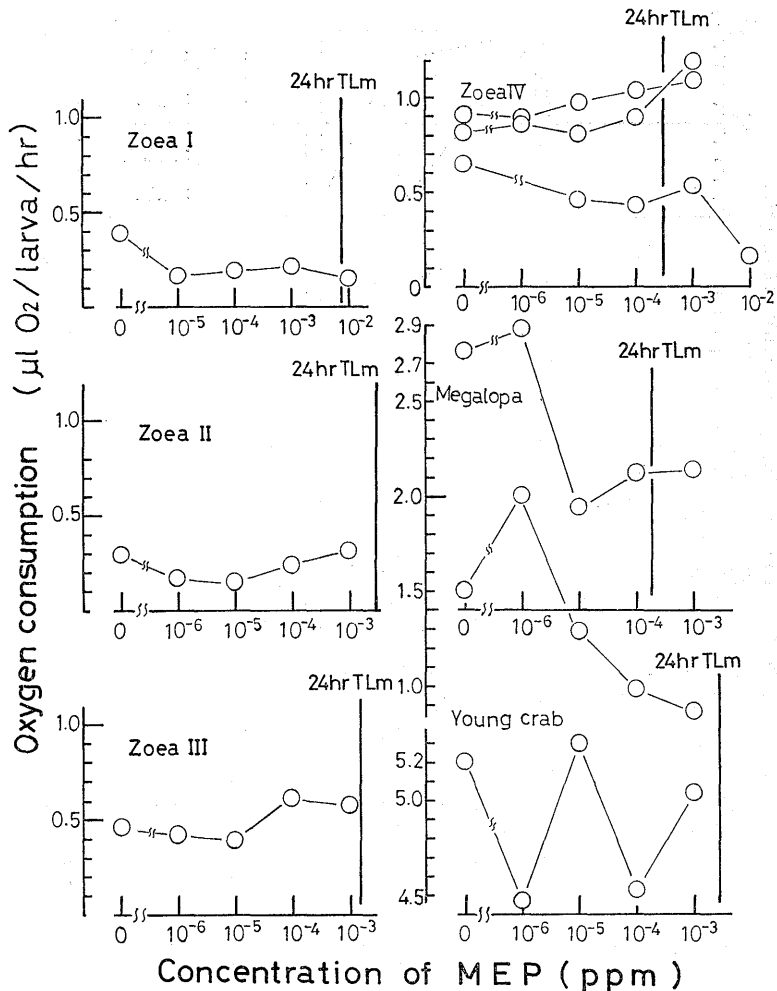 Oxygen consumption (µl O2/larva/hr)
24hr TLm
Zoea I
1.0
0.5
0 10⁻⁵ 10⁻⁴ 10⁻³ 10⁻²
24hr TLm
Zoea II
1.0
0.5
0 10⁻⁶ 10⁻⁵ 10⁻⁴ 10⁻³
24hr TLm
Zoea III
1.0
0.5
0 10⁻⁶ 10⁻⁵ 10⁻⁴ 10⁻³
24hr TLm
Zoea IV
1.0
0.5
0
0 10⁻⁶ 10⁻⁵ 10⁻⁴ 10⁻³ 10⁻²
2.9
24hr TLm
2.7
Megalopa
2.5
2.0
1.5
0 10⁻⁶ 10⁻⁵ 10⁻⁴ 10⁻³
24hr TLm
1.0
Young crab
5.2
5.0
4.5
0 10⁻⁶ 10⁻⁵ 10⁻⁴ 10⁻³
Concentration of MEP (ppm)